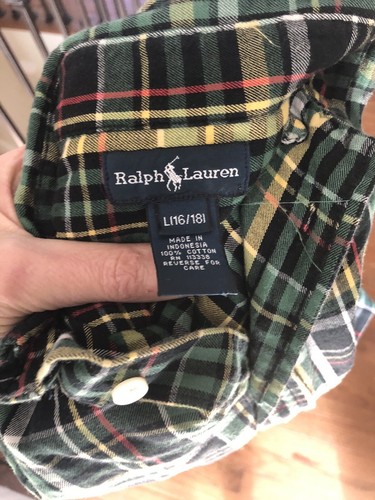 Ralph Lauren
L(16/18)
MADE IN
INDONESIA
100% COTTON
RN 113338
REVERSE FOR
CARE